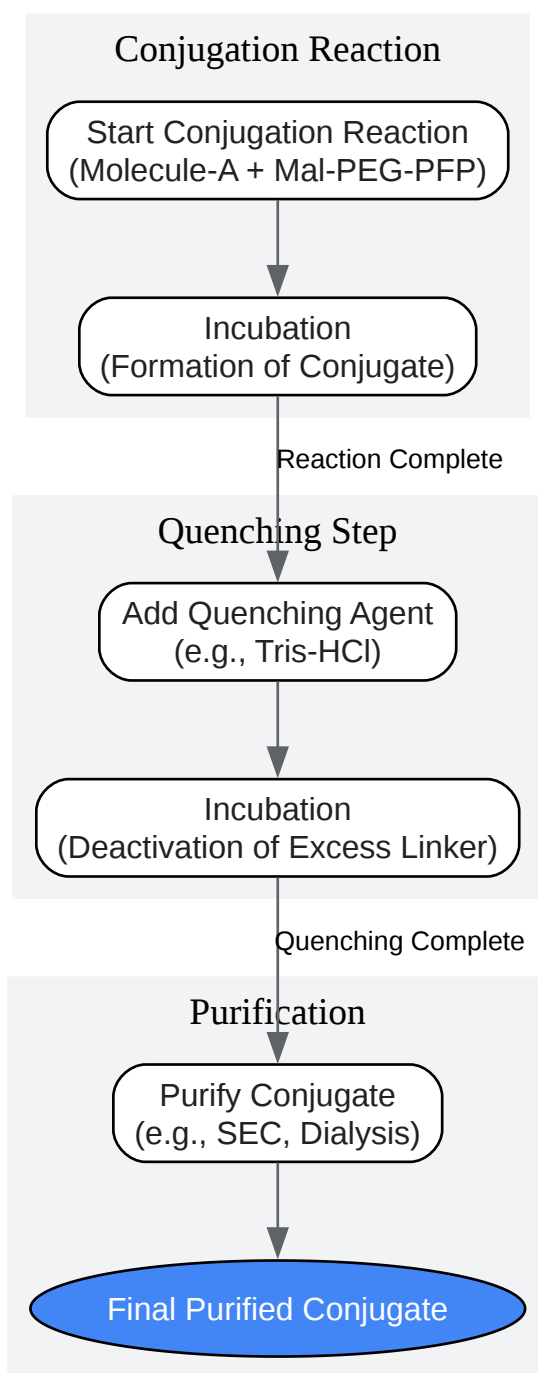 Conjugation Reaction
Start Conjugation Reaction
(Molecule-A + Mal-PEG-PFP)
Incubation
(Formation of Conjugate)
Reaction Complete
Quenching Step
Add Quenching Agent
(e.g., Tris-HCl)
Incubation
(Deactivation of Excess Linker)
Quenching Complete
Purification
Purify Conjugate
(e.g., SEC, Dialysis)
Final Purified Conjugate